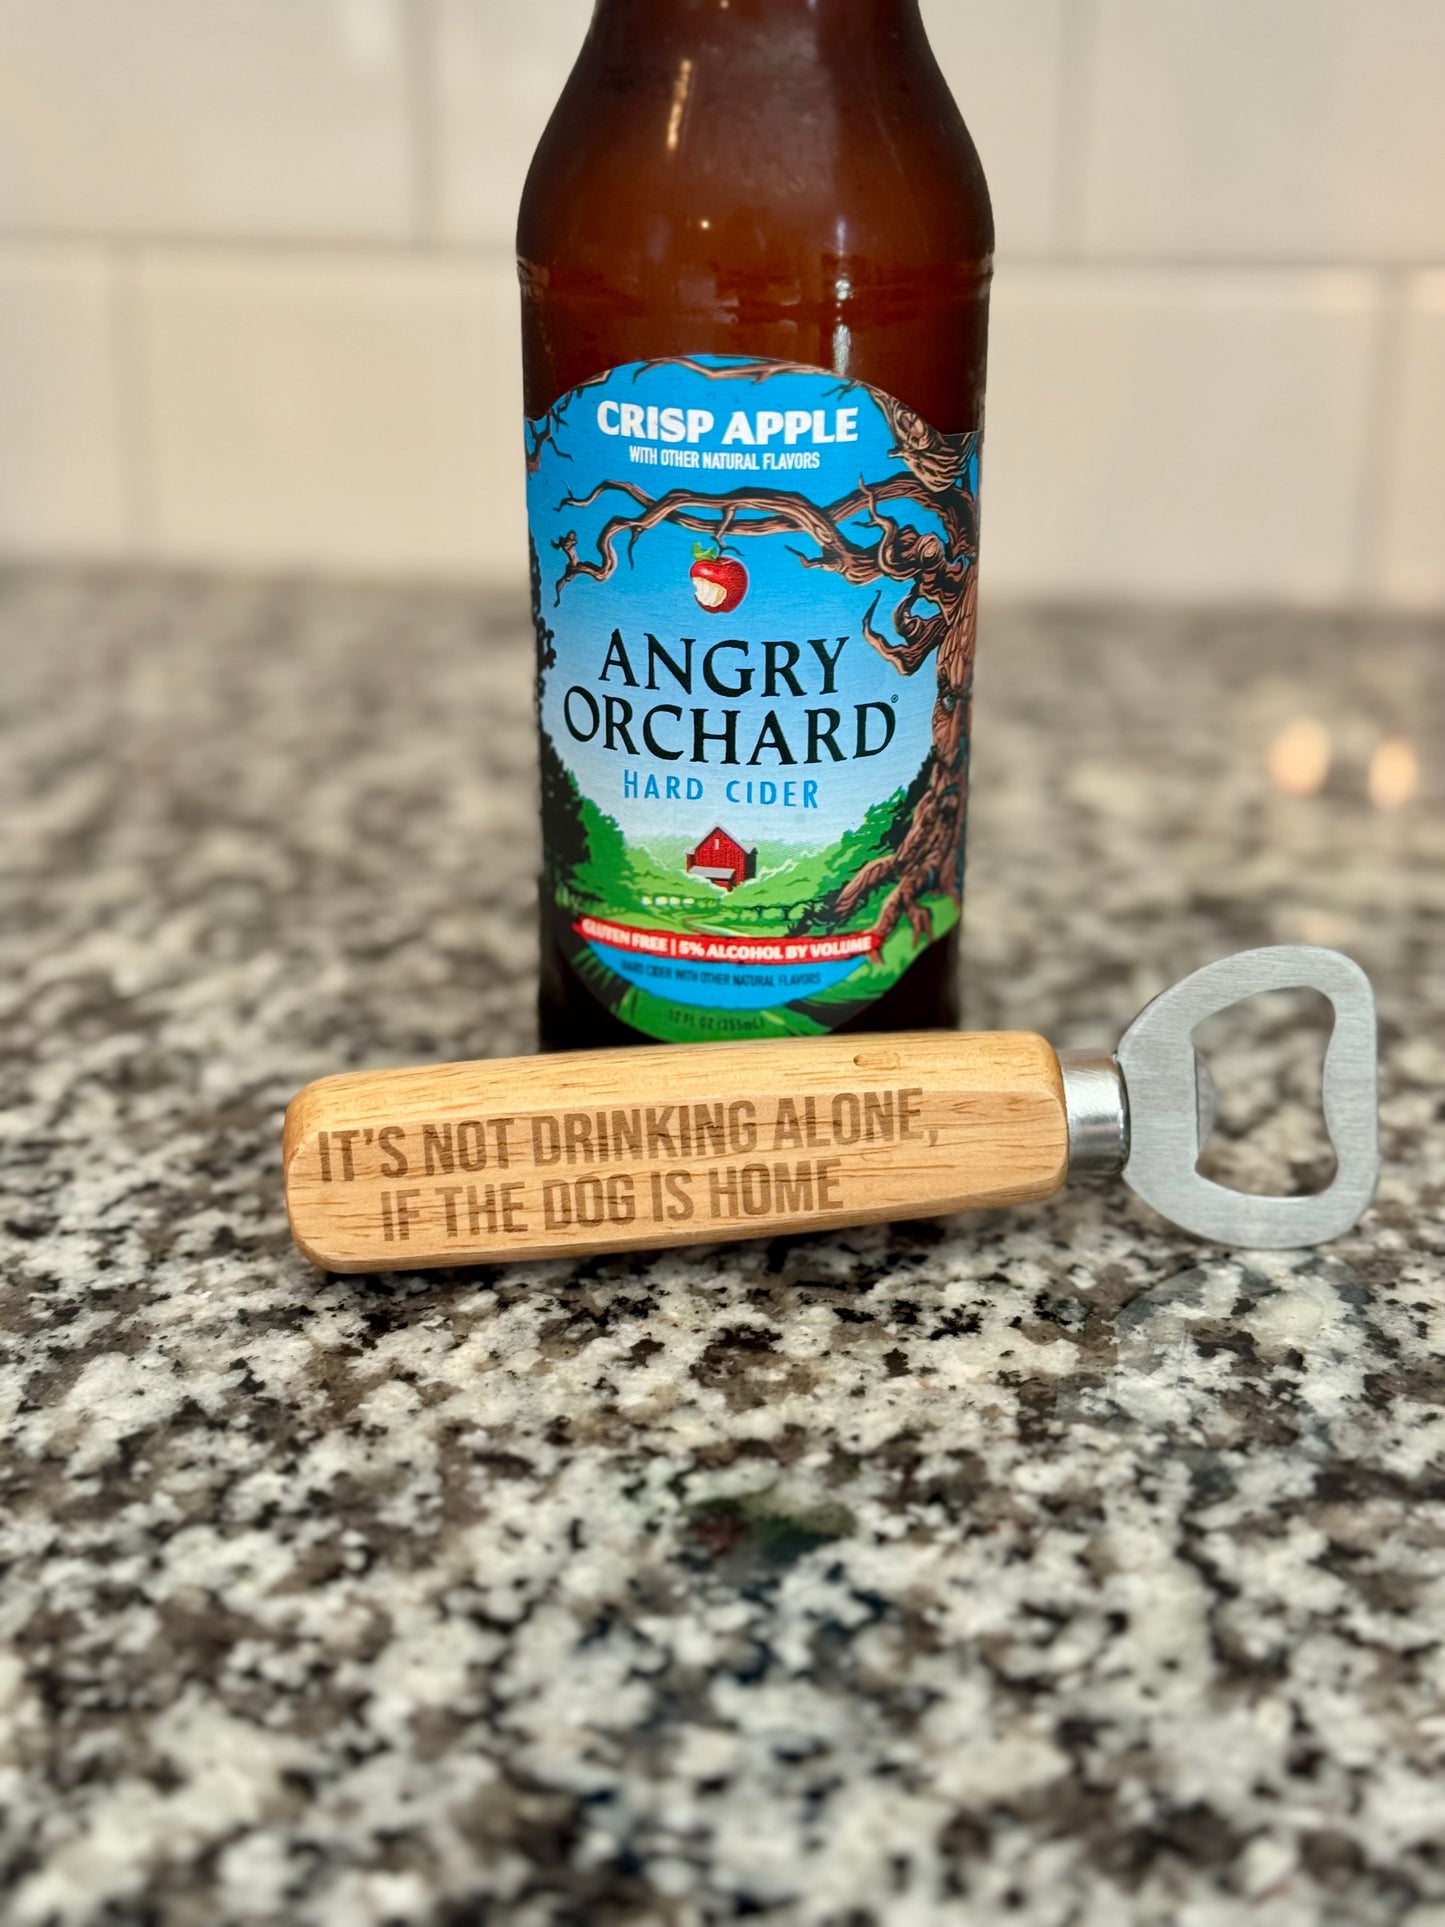 CRISP APPLE
WITH OTHER NATURAL FLAVORS
ANGRY
ORCHARD®
HARD CIDER
GLUTEN FREE | 5% ALCOHOL BY VOLUME
HARD CIDER WITH OTHER NATURAL FLAVORS
12 FL OZ (355mL)
IT'S NOT DRINKING ALONE,
IF THE DOG IS HOME